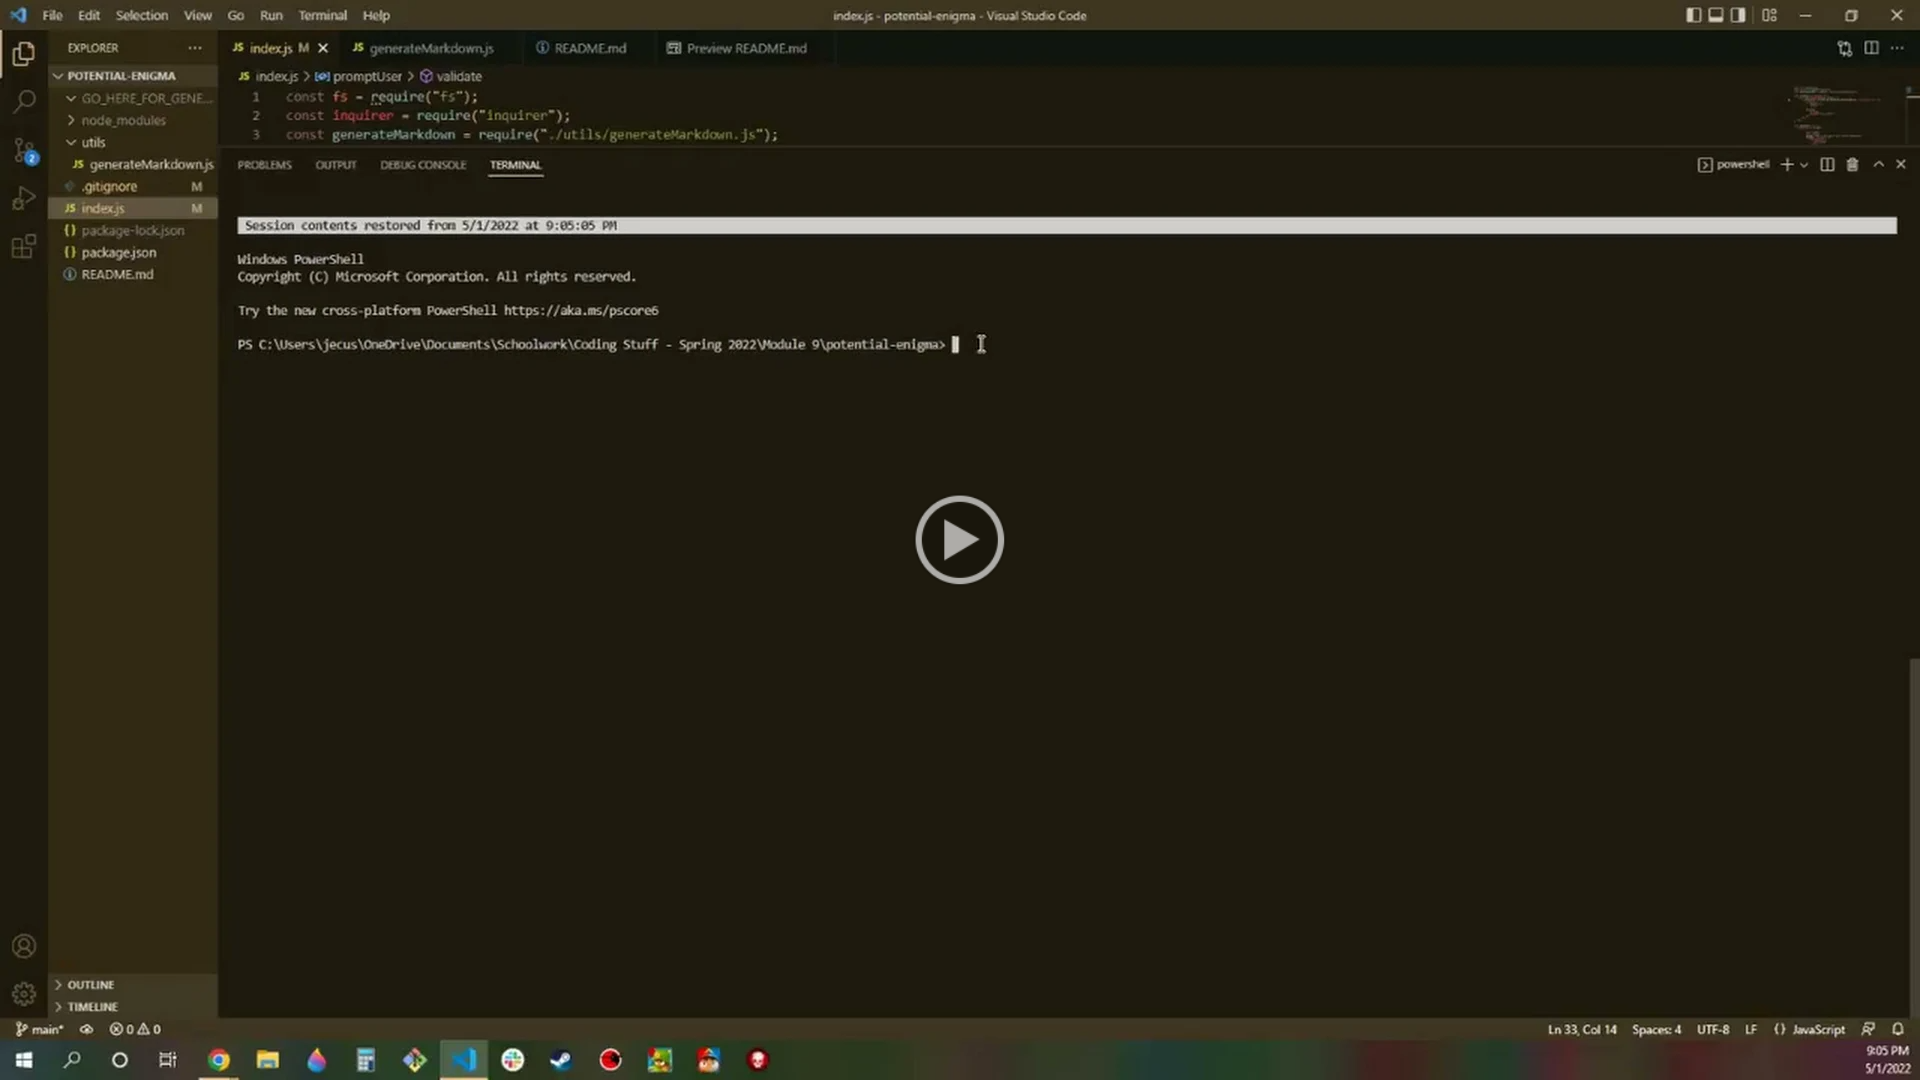 File Edit Selection View Go Run Terminal Help
index.js - potential-enigma - Visual Studio Code
EXPLORER
index.js M
generateMarkdown.js
README.md
Preview README.md
POTENTIAL-ENIGMA
GO_HERE_FOR_GENE...
node_modules
utils
generateMarkdown.js
.gitignore M
index.js M
package-lock.json
package.json
README.md
index.js > promptUser > validate
1 const fs = require("fs");
2 const inquirer = require("inquirer");
3 const generateMarkdown = require("./utils/generateMarkdown.js");
PROBLEMS OUTPUT DEBUG CONSOLE TERMINAL
powershell
Session contents restored from 5/1/2022 at 9:05:05 PM
Windows PowerShell
Copyright (C) Microsoft Corporation. All rights reserved.
Try the new cross-platform PowerShell https://aka.ms/pscore6
PS C:\Users\jecus\OneDrive\Documents\Schoolwork\Coding Stuff - Spring 2022\Module 9\potential-enigma>
2
OUTLINE
TIMELINE
main* 0 0
Ln 33, Col 14 Spaces: 4 UTF-8 LF {} JavaScript
9:05 PM
5/1/2022